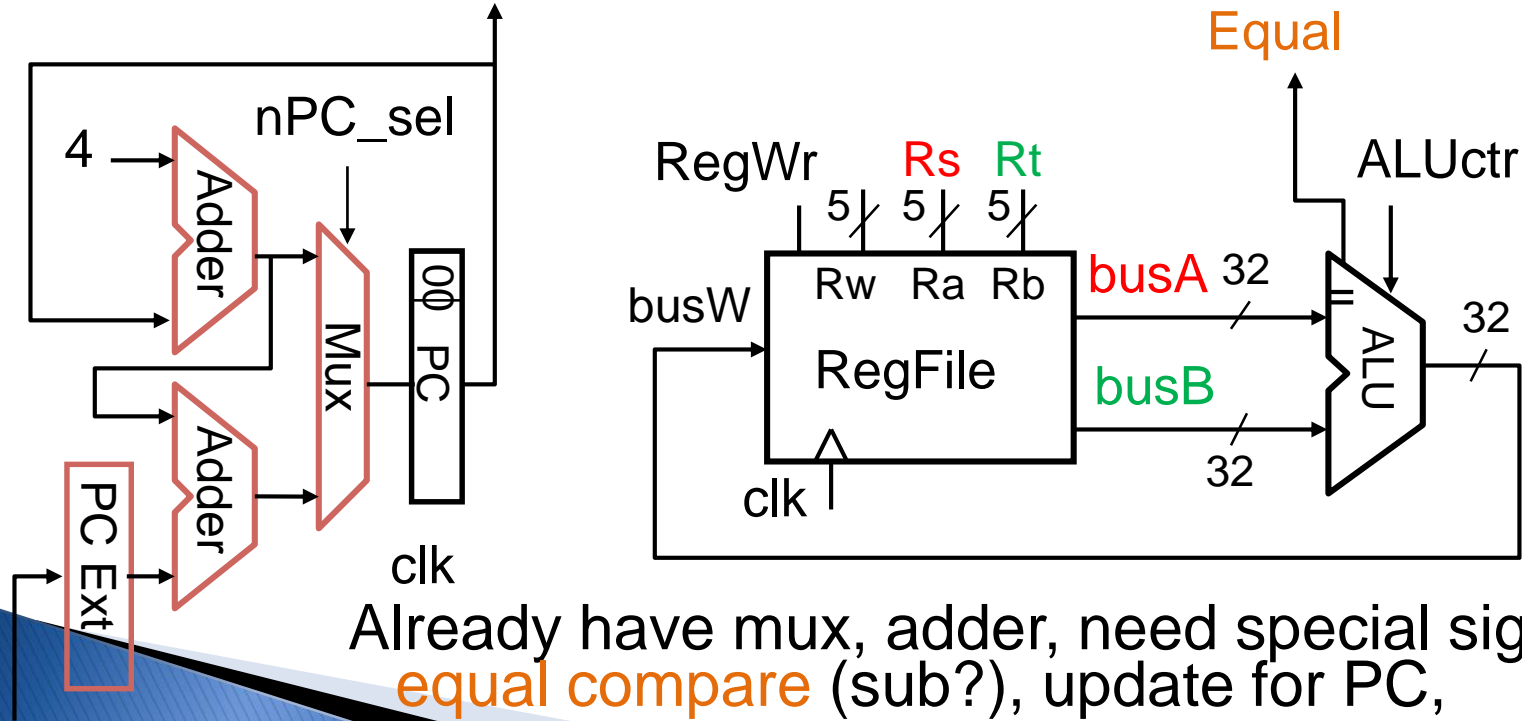 Equal
nPC_sel
4
Adder
RegWr
Rs
Rt
ALUctr
5
5
5
00
PC
Mux
busW
Rw
Ra
Rb
busA
32
=
ALU
32
RegFile
busB
32
clk
Adder
PC Ext
clk
Already have mux, adder, need special sig
equal compare (sub?), update for PC,